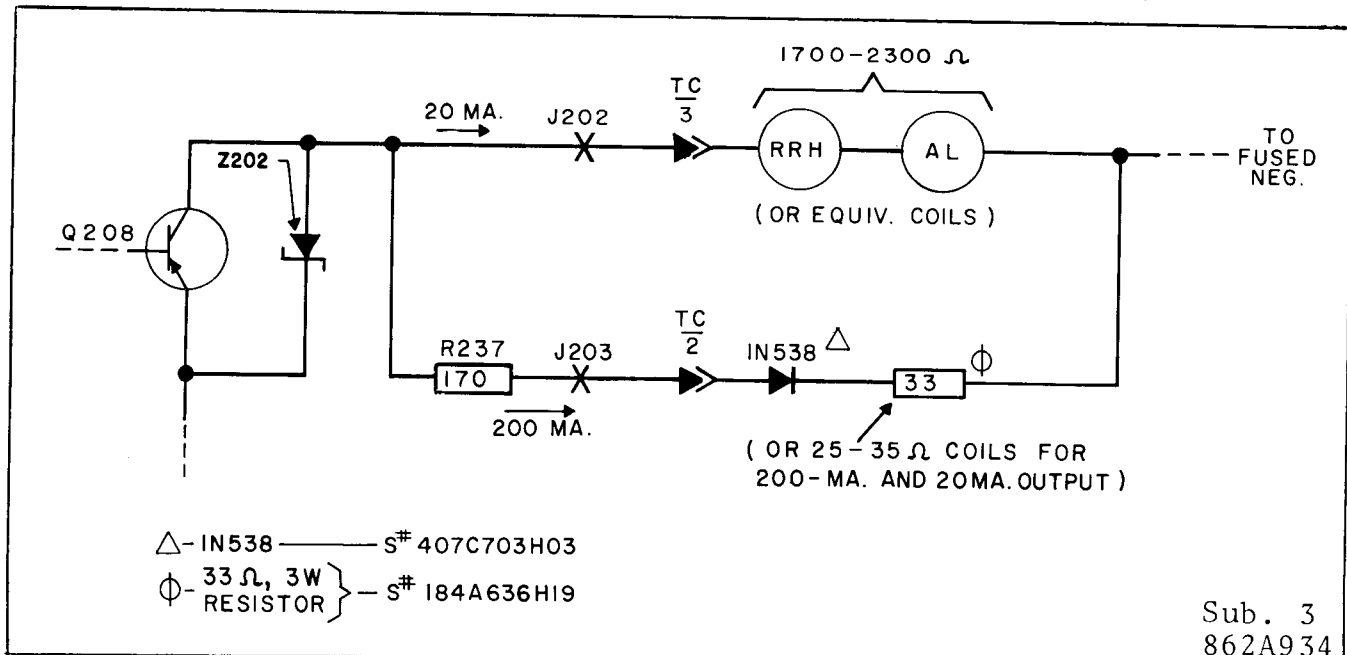 1700-2300 Ω
20 MA.
J202
TC
3
Z202
RRH
AL
TO
FUSED
NEG.
(OR EQUIV. COILS)
Q208
R237
170
J203
TC
2
IN538 △
33
ϕ
200 MA.
(OR 25-35 Ω COILS FOR
200-MA. AND 20MA. OUTPUT)
△-IN538 — S# 407C703H03
ϕ- 33 Ω, 3W
RESISTOR } — S# 184A636H19
Sub. 3
862A934